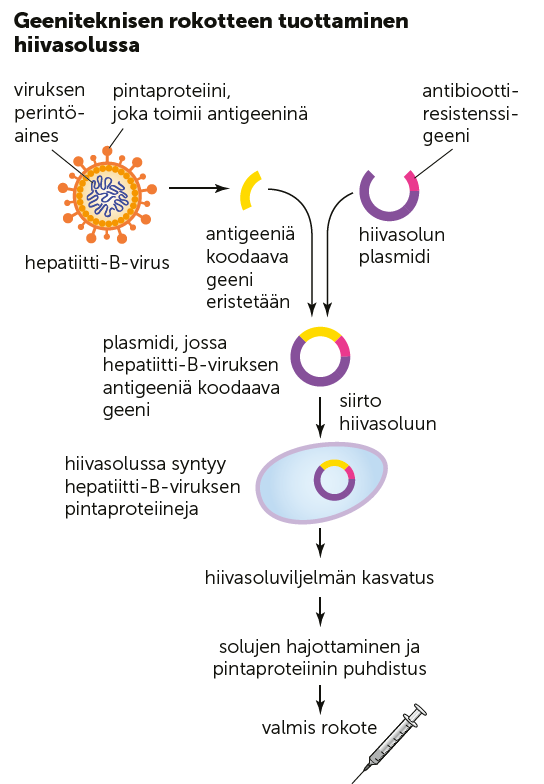 Geeniteknisen rokotteen tuottaminen
hiivasolussa
viruksen
perintö-
aines
pintaproteiini,
joka toimii antigeeninä
antibiootti-
resistenssi-
geeni
hepatiitti-B-virus
antigeeniä
koodaava
geeni
eristetään
hiivasolun
plasmidi
plasmidi, jossa
hepatiitti-B-viruksen
antigeeniä koodaava
geeni
siirto
hiivasoluun
hiivasolussa syntyy
hepatiitti-B-viruksen
pintaproteiineja
hiivasoluviljelmän kasvatus
solujen hajottaminen ja
pintaproteiinin puhdistus
valmis rokote